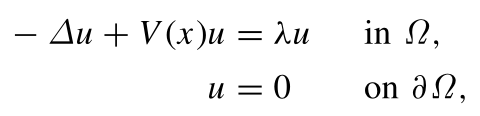 − Δu + V(x)u = λu in Ω,
u = 0 on ∂Ω,